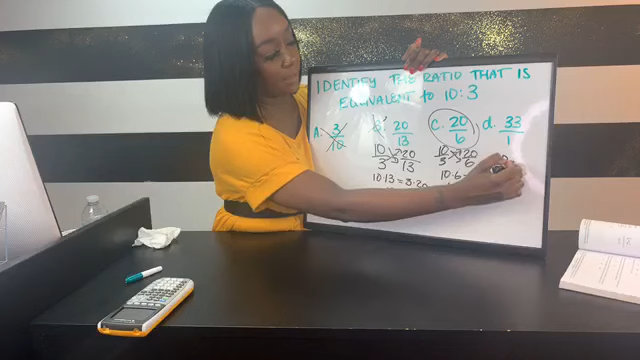 IDENTIFY THE RATIO THAT IS
EQUIVALENT to 10:3
A. 3/10 b. 20/13 c. 20/6 d. 33/1
10/3 20/13 10/3 20/6
10·13=3·20 10·6=